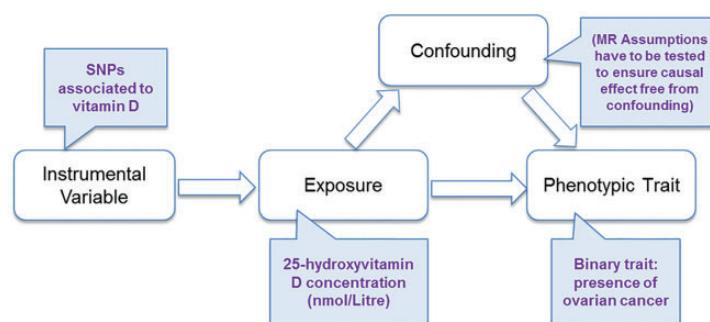 Confounding
(MR Assumptions
have to be tested
to ensure causal
effect free from
confounding)
SNPs
associated to
vitamin D
Instrumental
Variable
Exposure
Phenotypic Trait
25-hydroxyvitamin
D concentration
(nmol/Litre)
Binary trait:
presence of
ovarian cancer